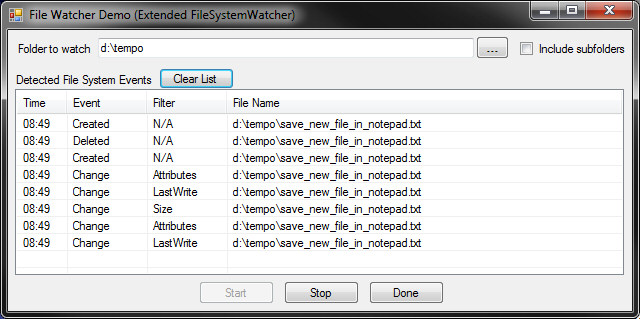 File Watcher Demo (Extended FileSystemWatcher)
Folder to watch d:\tempo ... Include subfolders
Detected File System Events Clear List
Time Event Filter File Name
08:49 Created N/A d:\tempo\save_new_file_in_notepad.txt
08:49 Deleted N/A d:\tempo\save_new_file_in_notepad.txt
08:49 Created N/A d:\tempo\save_new_file_in_notepad.txt
08:49 Change Attributes d:\tempo\save_new_file_in_notepad.txt
08:49 Change LastWrite d:\tempo\save_new_file_in_notepad.txt
08:49 Change Size d:\tempo\save_new_file_in_notepad.txt
08:49 Change Attributes d:\tempo\save_new_file_in_notepad.txt
08:49 Change LastWrite d:\tempo\save_new_file_in_notepad.txt
Start Stop Done